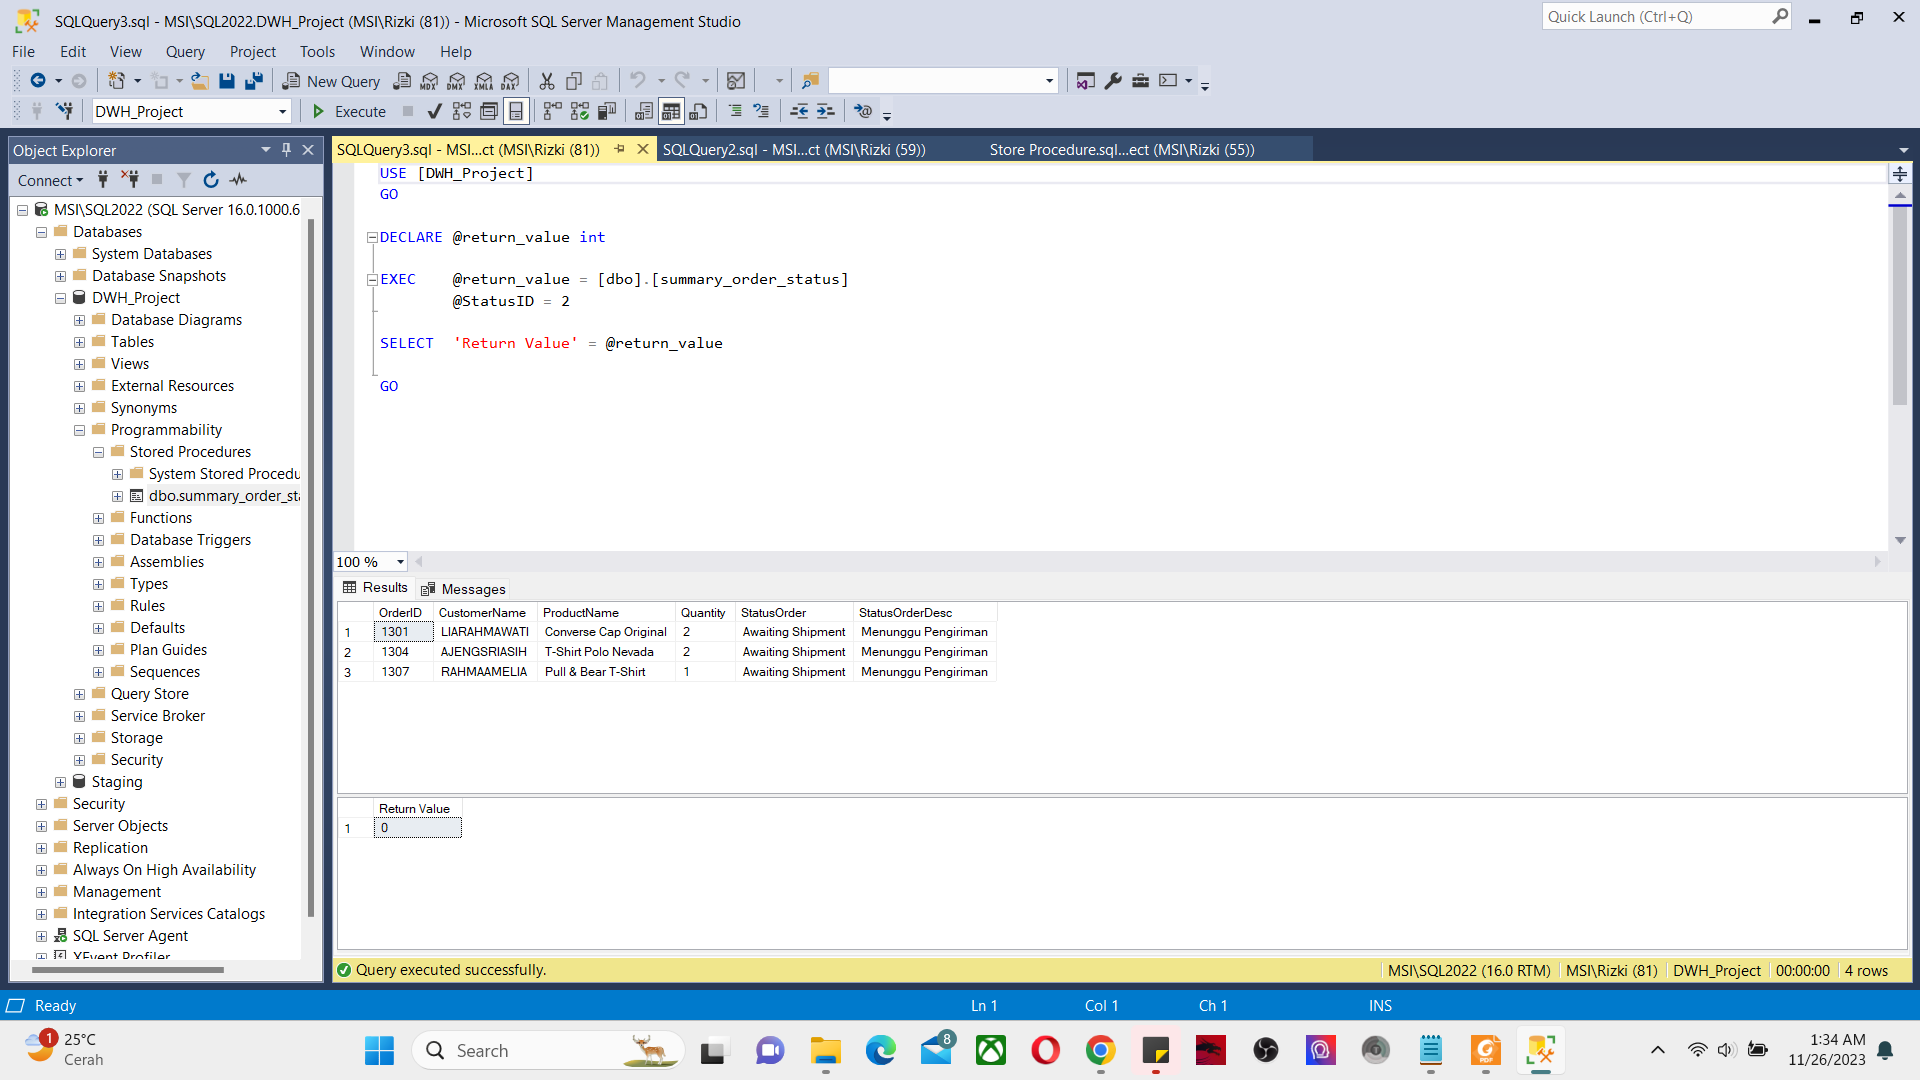 SQLQuery3.sql - MSI\SQL2022.DWH_Project (MSI\Rizki (81)) - Microsoft SQL Server Management Studio
Quick Launch (Ctrl+Q)
File Edit View Query Project Tools Window Help
New Query
MDX DMX XMLA DAX
DWH_Project
Execute
Object Explorer
Connect
MSI\SQL2022 (SQL Server 16.0.1000.6
Databases
System Databases
Database Snapshots
DWH_Project
Database Diagrams
Tables
Views
External Resources
Synonyms
Programmability
Stored Procedures
System Stored Procedu
dbo.summary_order_sta
Functions
Database Triggers
Assemblies
Types
Rules
Defaults
Plan Guides
Sequences
Query Store
Service Broker
Storage
Security
Staging
Security
Server Objects
Replication
Always On High Availability
Management
Integration Services Catalogs
SQL Server Agent
XEvent Profiler
SQLQuery3.sql - MSI...ct (MSI\Rizki (81)) SQLQuery2.sql - MSI...ct (MSI\Rizki (59)) Store Procedure.sql...ect (MSI\Rizki (55))
USE [DWH_Project]
GO
DECLARE @return_value int
EXEC @return_value = [dbo].[summary_order_status]
@StatusID = 2
SELECT 'Return Value' = @return_value
GO
100 %
Results Messages
OrderID CustomerName ProductName Quantity StatusOrder StatusOrderDesc
1 1301 LIARAHMAWATI Converse Cap Original 2 Awaiting Shipment Menunggu Pengiriman
2 1304 AJENGSRIASIH T-Shirt Polo Nevada 2 Awaiting Shipment Menunggu Pengiriman
3 1307 RAHMAAMELIA Pull & Bear T-Shirt 1 Awaiting Shipment Menunggu Pengiriman
Return Value
1 0
Query executed successfully. MSI\SQL2022 (16.0 RTM) MSI\Rizki (81) DWH_Project 00:00:00 4 rows
Ready Ln 1 Col 1 Ch 1 INS
1
25°C
Cerah
Search
8
PDF
1:34 AM
11/26/2023